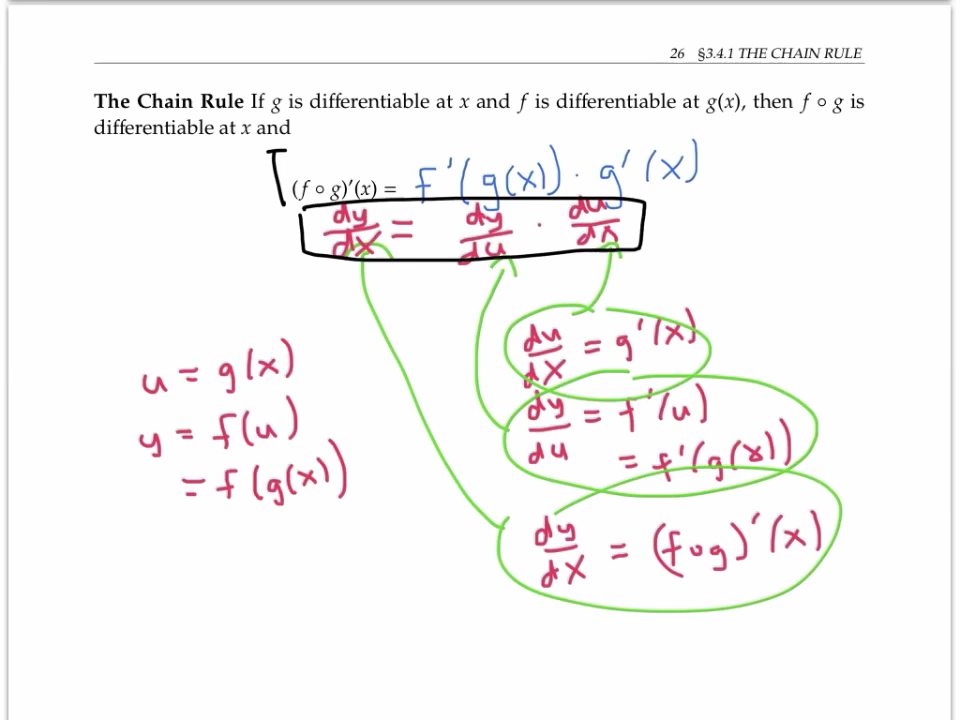 26 §3.4.1 THE CHAIN RULE
The Chain Rule If g is differentiable at x and f is differentiable at g(x), then f ∘ g is
differentiable at x and
(f ∘ g)′(x) = f'(g(x)) · g'(x)
dy/dx = dy/du · du/dx
du/dx = g'(x)
u = g(x)
dy/du = f'(u)
y = f(u)
= f'(g(x))
= f(g(x))
dy/dx = (f∘g)'(x)